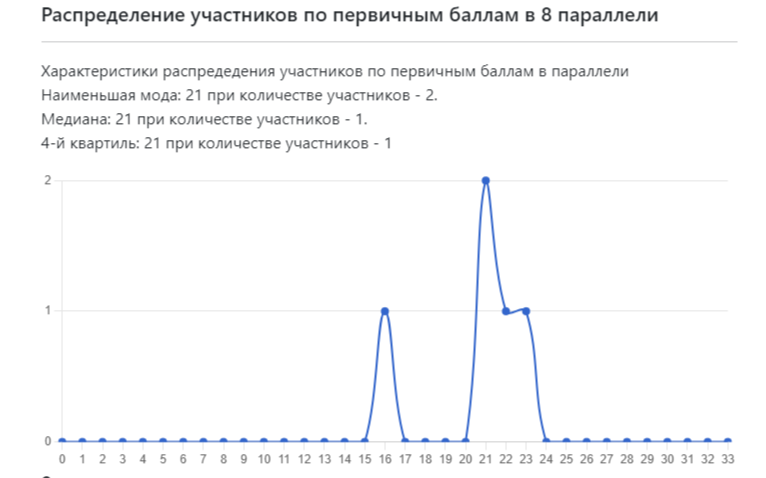 Распределение участников по первичным баллам в 8 параллели
Характеристики распредедения участников по первичным баллам в параллели
Наименьшая мода: 21 при количестве участников - 2.
Медиана: 21 при количестве участников - 1.
4-й квартиль: 21 при количестве участников - 1
2
1
0
0 1 2 3 4 5 6 7 8 9 10 11 12 13 14 15 16 17 18 19 20 21 22 23 24 25 26 27 28 29 30 31 32 33